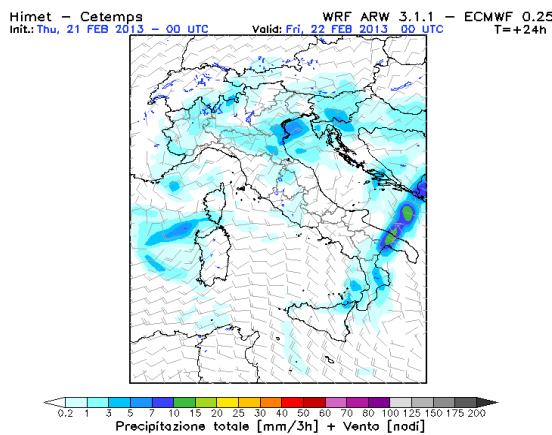 Himet - Cetemps WRF ARW 3.1.1 - ECMWF 0.25
Init.: Thu, 21 FEB 2013 - 00 UTC Valid: Fri, 22 FEB 2013 00 UTC T=+24h
0.2 1 3 5 7 10 15 20 25 30 40 50 60 70 80 90 100 125 150 175 200
Precipitazione totale [mm/3h] + Vento [nodi]